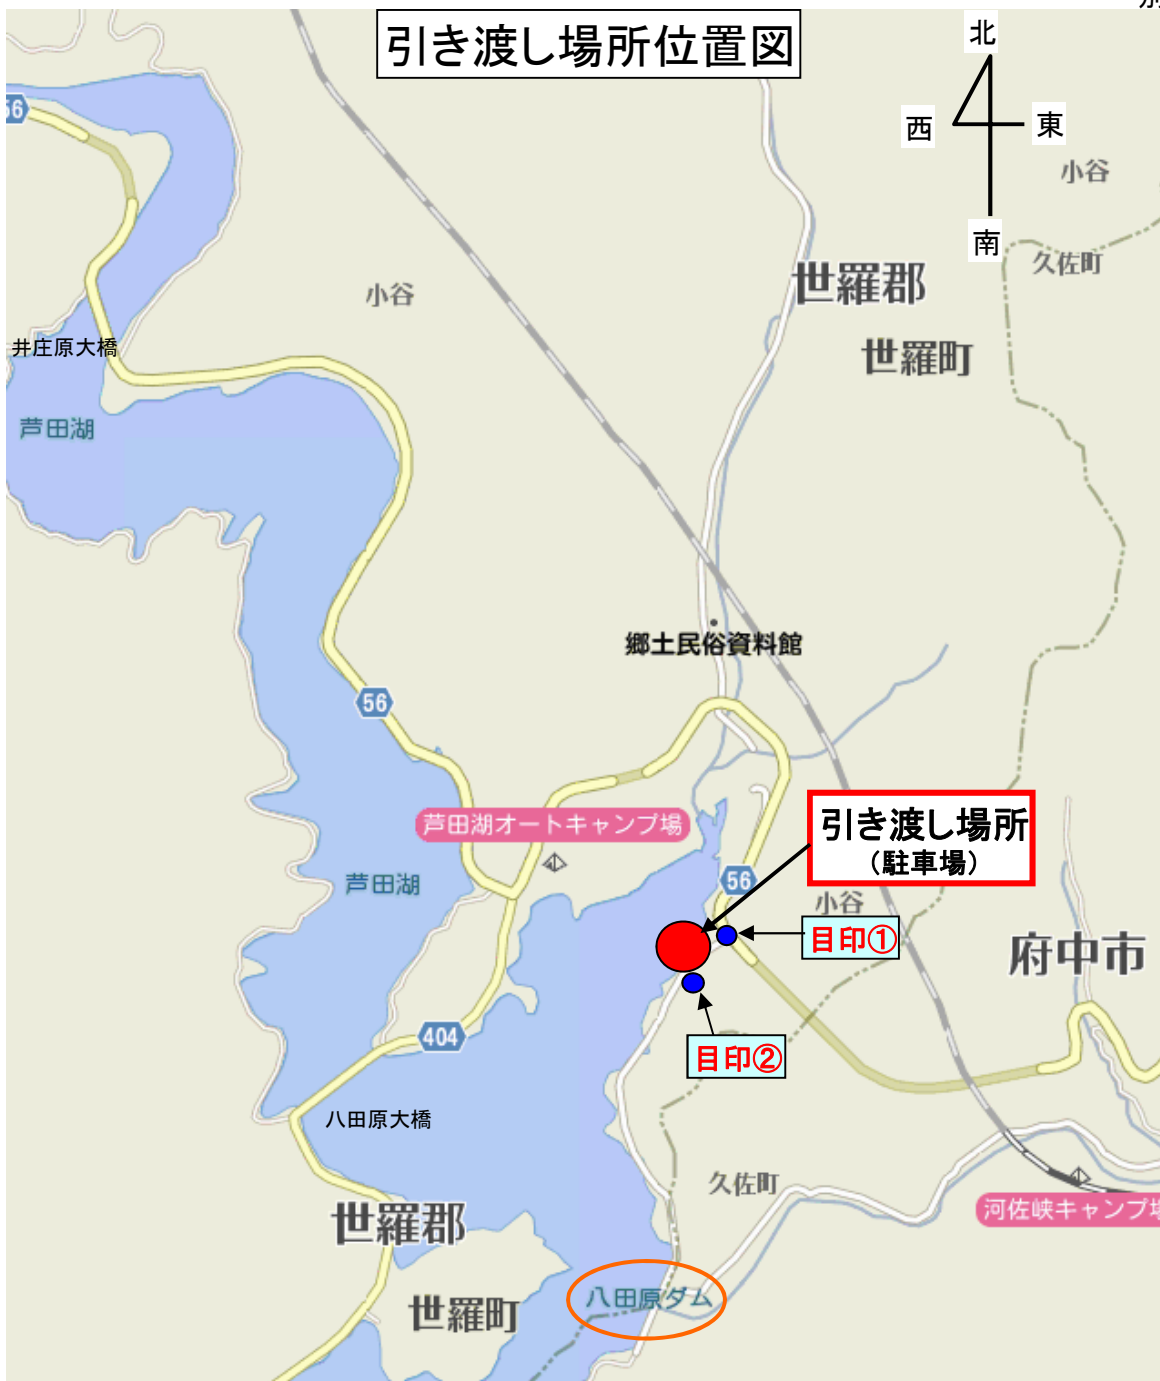 別
引き渡し場所位置図
北
西
東
南
56
小谷
久佐町
小谷
世羅郡
世羅町
井庄原大橋
芦田湖
郷土民俗資料館
56
芦田湖オートキャンプ場
引き渡し場所
(駐車場)
芦田湖
56
小谷
目印①
府中市
404
目印②
八田原大橋
久佐町
世羅郡
河佐峡キャンプ場
八田原ダム
世羅町